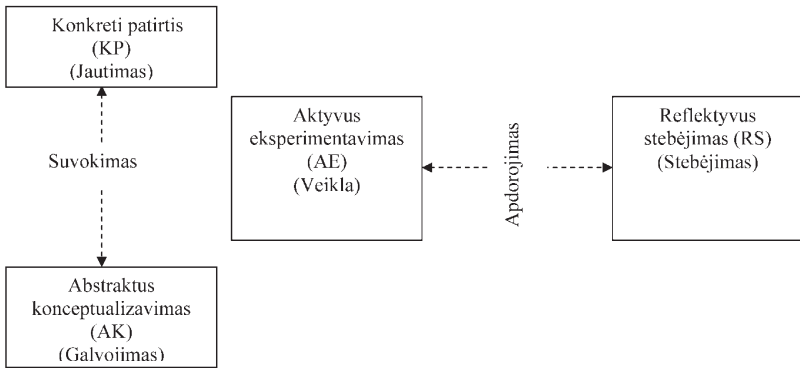 Konkreti patirtis
(KP)
(Jautimas)
Suvokimas
Abstraktus
konceptualizavimas
(AK)
(Galvojimas)
Aktyvus
eksperimentavimas
(AE)
(Veikla)
Apdorojimas
Reflektyvus
stebėjimas (RS)
(Stebėjimas)